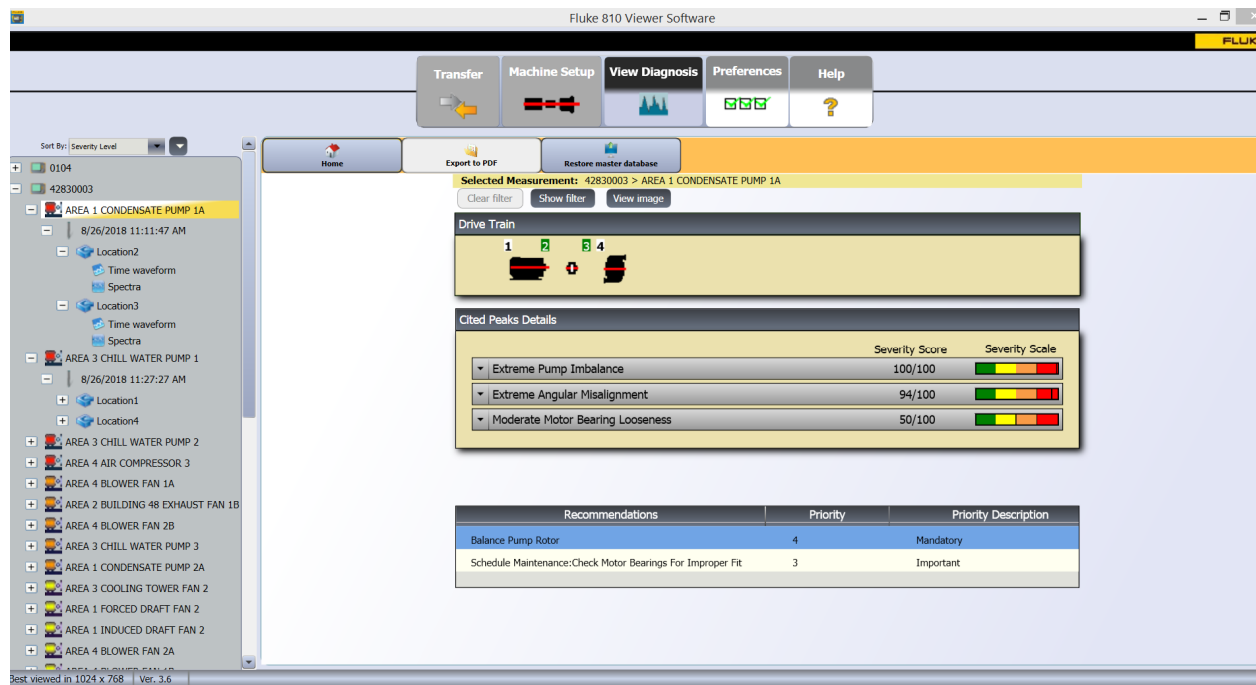 Fluke 810 Viewer Software
FLUK
Transfer
Machine Setup
View Diagnosis
Preferences
Help
Sort By: Severity Level
0104
42830003
AREA 1 CONDENSATE PUMP 1A
8/26/2018 11:11:47 AM
Location2
Time waveform
Spectra
Location3
Time waveform
Spectra
AREA 3 CHILL WATER PUMP 1
8/26/2018 11:27:27 AM
Location1
Location4
AREA 3 CHILL WATER PUMP 2
AREA 4 AIR COMPRESSOR 3
AREA 4 BLOWER FAN 1A
AREA 2 BUILDING 48 EXHAUST FAN 1B
AREA 4 BLOWER FAN 2B
AREA 3 CHILL WATER PUMP 3
AREA 1 CONDENSATE PUMP 2A
AREA 3 COOLING TOWER FAN 2
AREA 1 FORCED DRAFT FAN 2
AREA 1 INDUCED DRAFT FAN 2
AREA 4 BLOWER FAN 2A
Home
Export to PDF
Restore master database
Selected Measurement: 42830003 > AREA 1 CONDENSATE PUMP 1A
Clear filter
Show filter
View image
Drive Train
1 2 3 4
Cited Peaks Details
Severity Score Severity Scale
Extreme Pump Imbalance 100/100
Extreme Angular Misalignment 94/100
Moderate Motor Bearing Looseness 50/100
Recommendations Priority Priority Description
Balance Pump Rotor 4 Mandatory
Schedule Maintenance:Check Motor Bearings For Improper Fit 3 Important
Best viewed in 1024 x 768 Ver. 3.6